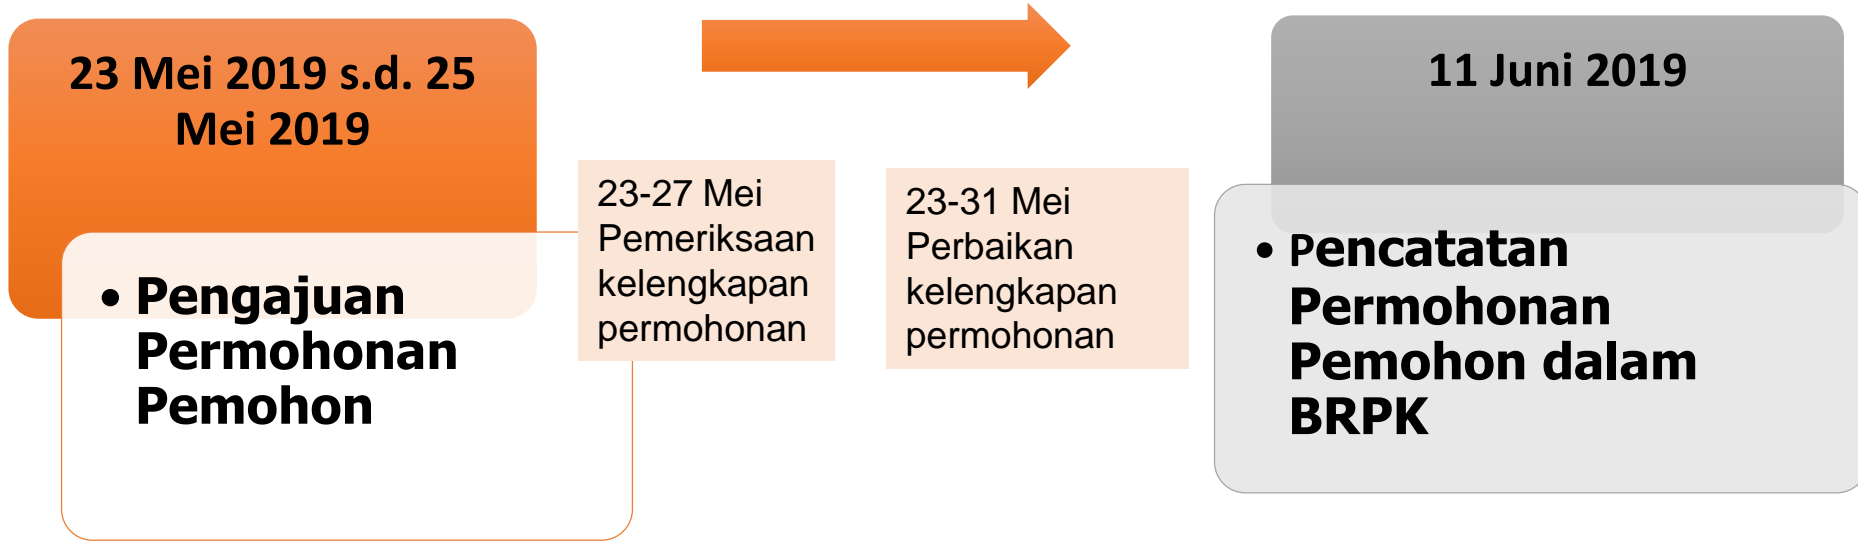 23 Mei 2019 s.d. 25
Mei 2019
• Pengajuan
Permohonan
Pemohon
23-27 Mei
Pemeriksaan
kelengkapan
permohonan
23-31 Mei
Perbaikan
kelengkapan
permohonan
11 Juni 2019
• Pencatatan
Permohonan
Pemohon dalam
BRPK